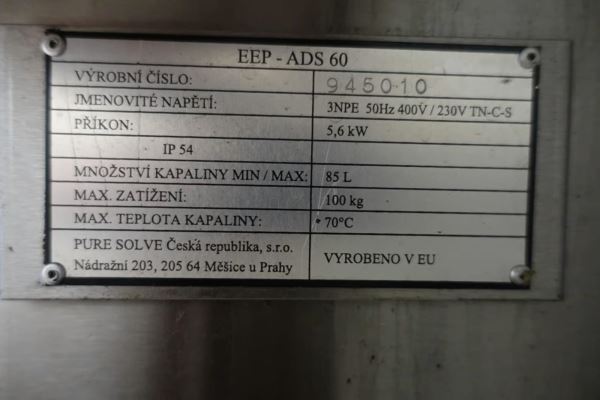 EEP - ADS 60
VÝROBNÍ ČÍSLO: 945010
JMENOVITÉ NAPĚTÍ: 3NPE 50Hz 400V / 230V TN-C-S
PŘÍKON: 5,6 kW
IP 54
MNOŽSTVÍ KAPALINY MIN / MAX: 85 L
MAX. ZATÍŽENÍ: 100 kg
MAX. TEPLOTA KAPALINY: 70°C
PURE SOLVE Česká republika, s.r.o.
Nádražní 203, 205 64 Měšice u Prahy
VYROBENO V EU